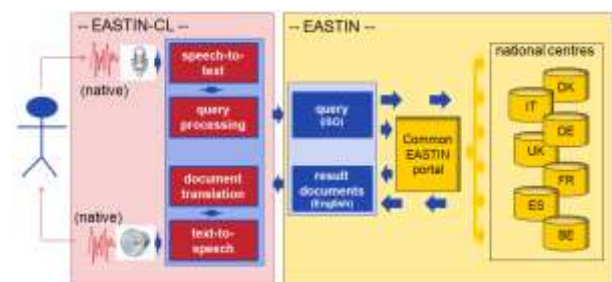 -- EASTIN-CL --
-- EASTIN --
speech-to-
text
(native)
query
processing
document
translation
(native)
text-to-
speech
query
(ISO)
result
documents
(English)
Common
EASTIN
portal
national centres
DK
IT
DE
UK
FR
ES
BE